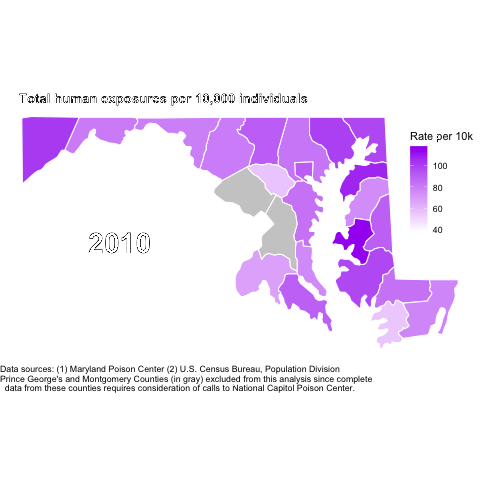 Total human exposures per 10,000 individuals
Rate per 10k
100
80
60
40
2010
Data sources: (1) Maryland Poison Center (2) U.S. Census Bureau, Population Division
Prince George's and Montgomery Counties (in gray) excluded from this analysis since complete
data from these counties requires consideration of calls to National Capitol Poison Center.